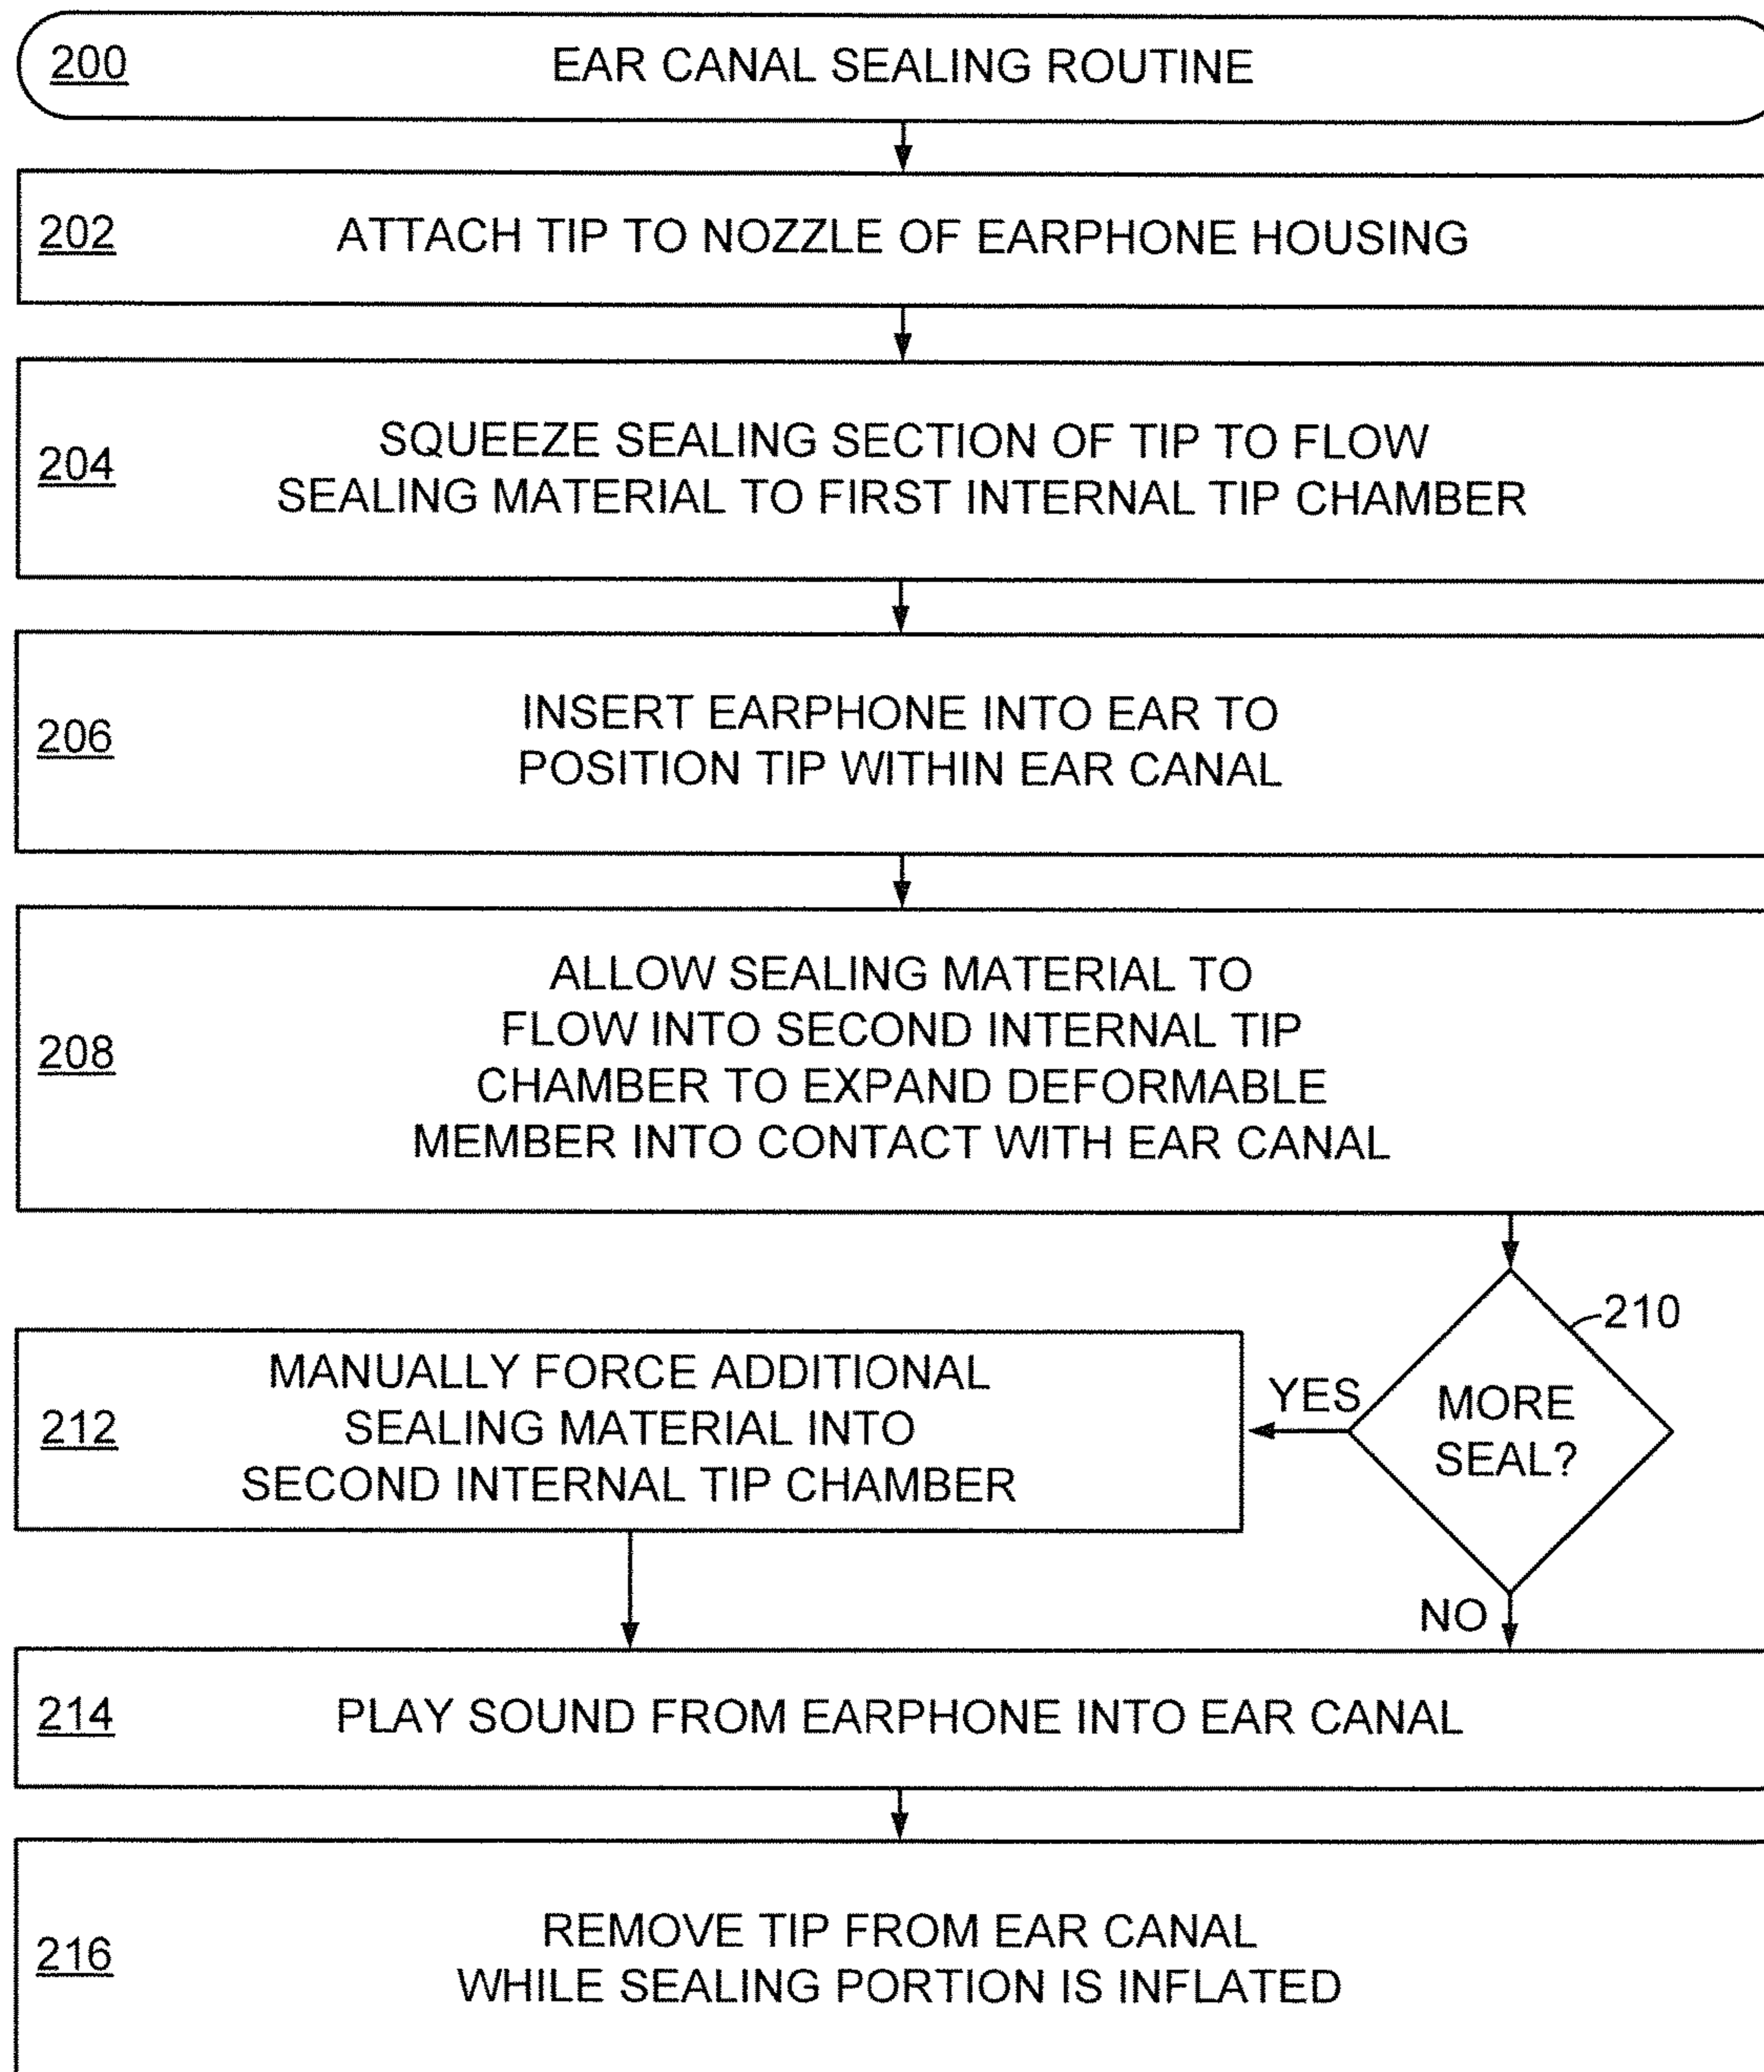 200 EAR CANAL SEALING ROUTINE
202 ATTACH TIP TO NOZZLE OF EARPHONE HOUSING
204
SQUEEZE SEALING SECTION OF TIP TO FLOW
SEALING MATERIAL TO FIRST INTERNAL TIP CHAMBER
206
INSERT EARPHONE INTO EAR TO
POSITION TIP WITHIN EAR CANAL
208
ALLOW SEALING MATERIAL TO
FLOW INTO SECOND INTERNAL TIP
CHAMBER TO EXPAND DEFORMABLE
MEMBER INTO CONTACT WITH EAR CANAL
210
MORE
SEAL?
YES
NO
212
MANUALLY FORCE ADDITIONAL
SEALING MATERIAL INTO
SECOND INTERNAL TIP CHAMBER
214 PLAY SOUND FROM EARPHONE INTO EAR CANAL
216
REMOVE TIP FROM EAR CANAL
WHILE SEALING PORTION IS INFLATED